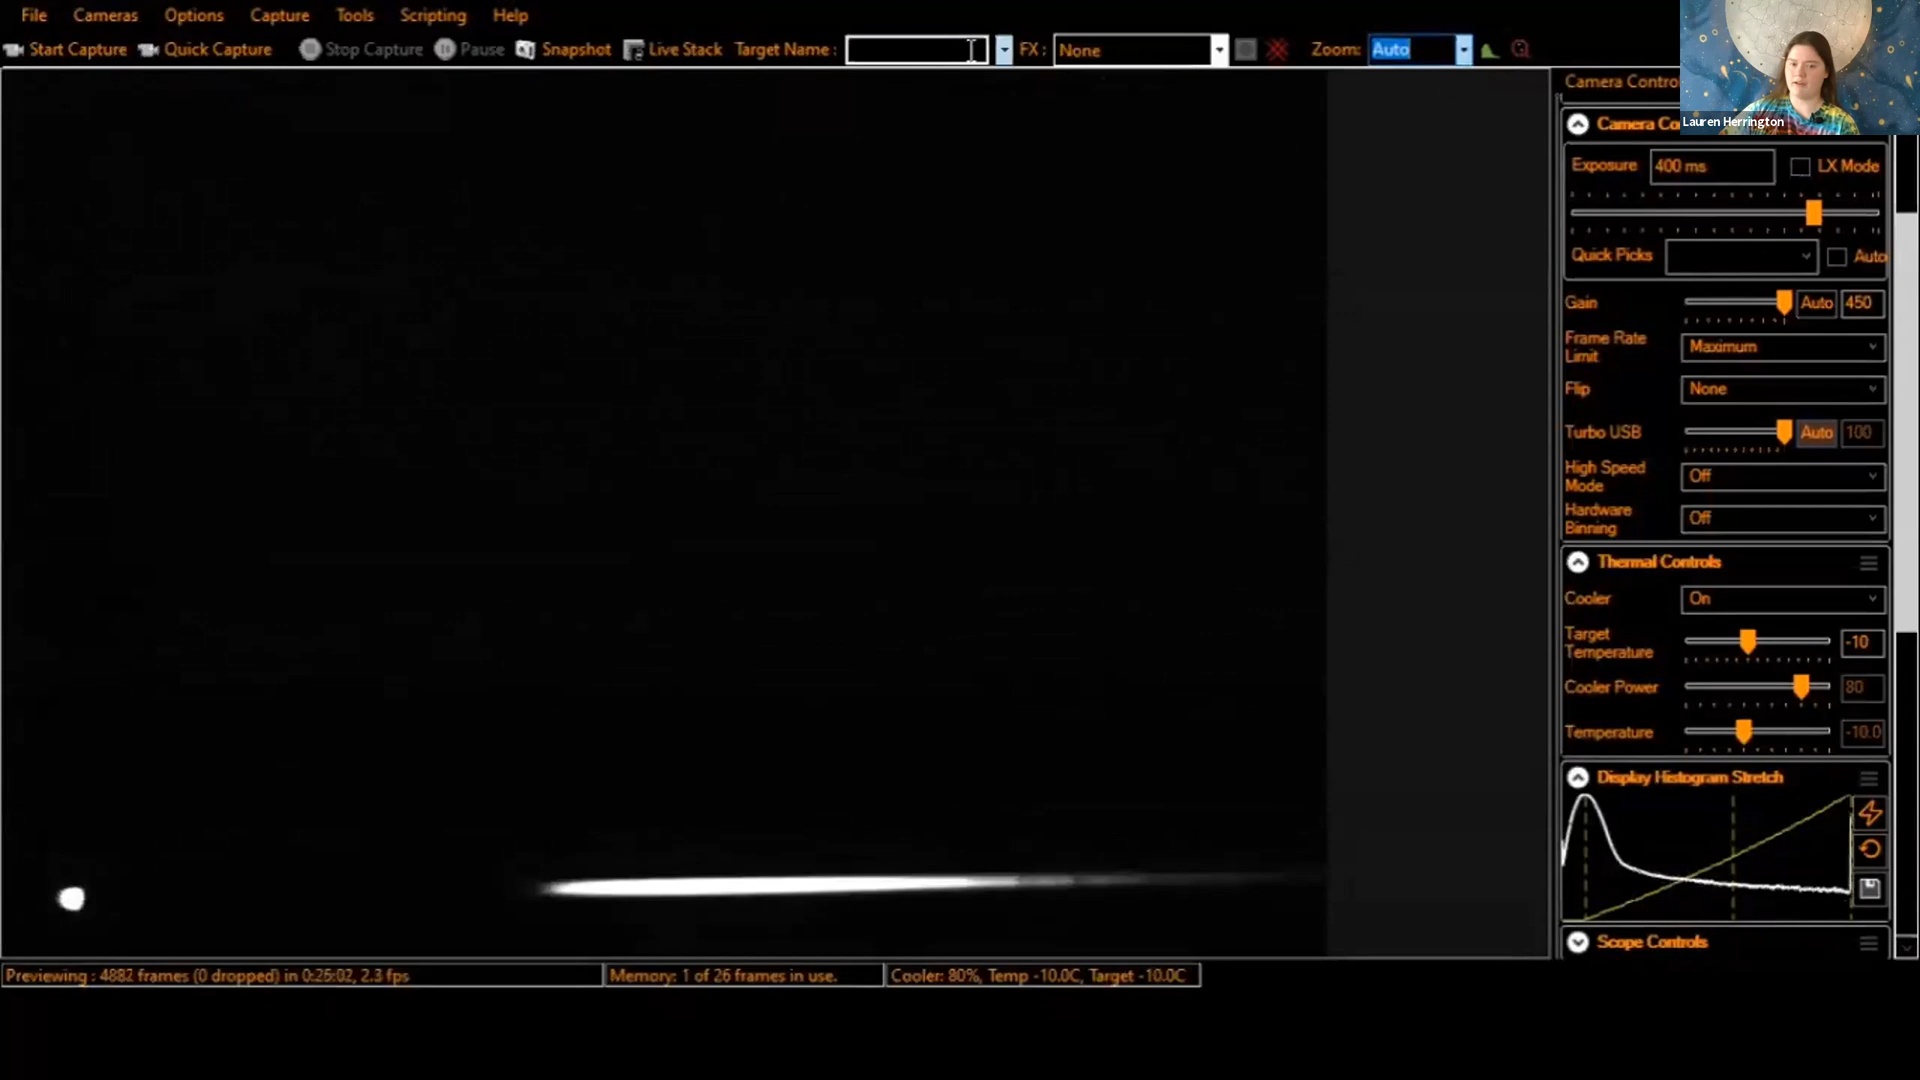 File Cameras Options Capture Tools Scripting Help
Start Capture Quick Capture Stop Capture Pause Snapshot Live Stack Target Name : FX : None Zoom: Auto
Camera Contro
Lauren Herrington
Camera Co
Exposure 400 ms LX Mode
Quick Picks Auto
Gain Auto 450
Frame Rate Limit Maximum
Flip None
Turbo USB Auto 100
High Speed Mode Off
Hardware Binning Off
Thermal Controls
Cooler On
Target Temperature -10
Cooler Power 80
Temperature -10.0
Display Histogram Stretch
Scope Controls
Previewing : 4882 frames (0 dropped) in 0:25:02, 2.3 fps
Memory: 1 of 26 frames in use.
Cooler: 80%, Temp -10.0C, Target -10.0C